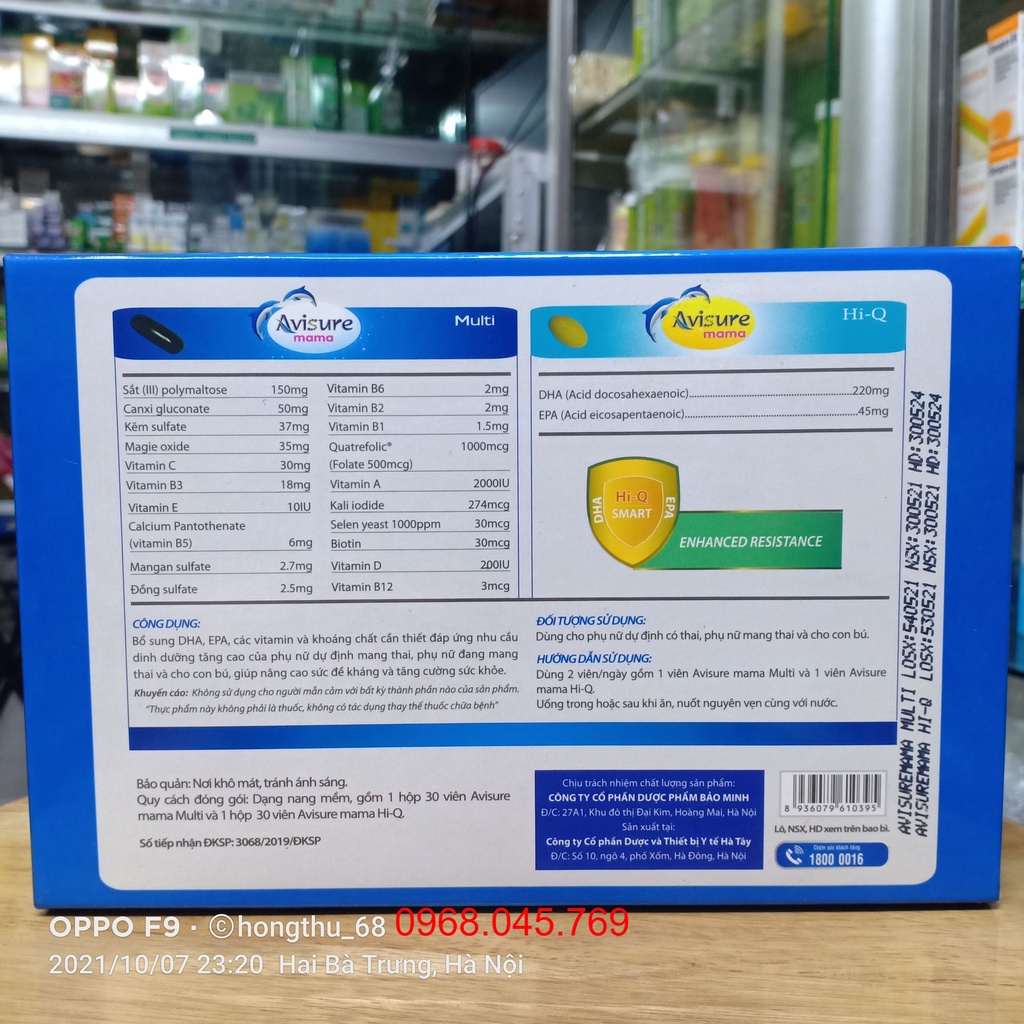 Avisure
mama
Multi
Sắt (III) polymaltose 150mg
Canxi gluconate 50mg
Kẽm sulfate 37mg
Magie oxide 35mg
Vitamin C 30mg
Vitamin B3 18mg
Vitamin E 10IU
Calcium Pantothenate
(vitamin B5) 6mg
Mangan sulfate 2.7mg
Đồng sulfate 2.5mg
Vitamin B6 2mg
Vitamin B2 2mg
Vitamin B1 1.5mg
Quatrefolic® 1000mcg
(Folate 500mcg)
Vitamin A 2000IU
Kali iodide 274mcg
Selen yeast 1000ppm 30mcg
Biotin 30mcg
Vitamin D 200IU
Vitamin B12 3mcg
Avisure
mama
Hi-Q
DHA (Acid docosahexaenoic)...220mg
EPA (Acid eicosapentaenoic)...45mg
DHA
Hi-Q
SMART
EPA
ENHANCED RESISTANCE
CÔNG DỤNG:
Bổ sung DHA, EPA, các vitamin và khoáng chất cần thiết đáp ứng nhu cầu
dinh dưỡng tăng cao của phụ nữ dự định mang thai, phụ nữ đang mang
thai và cho con bú, giúp nâng cao sức đề kháng và tăng cường sức khỏe.
Khuyến cáo: Không sử dụng cho người mẫn cảm với bất kỳ thành phần nào của sản phẩm.
"Thực phẩm này không phải là thuốc, không có tác dụng thay thế thuốc chữa bệnh"
ĐỐI TƯỢNG SỬ DỤNG:
Dùng cho phụ nữ dự định có thai, phụ nữ mang thai và cho con bú.
HƯỚNG DẪN SỬ DỤNG:
Dùng 2 viên/ngày gồm 1 viên Avisure mama Multi và 1 viên Avisure
mama Hi-Q.
Uống trong hoặc sau khi ăn, nuốt nguyên vẹn cùng với nước.
Bảo quản: Nơi khô mát, tránh ánh sáng.
Quy cách đóng gói: Dạng nang mềm, gồm 1 hộp 30 viên Avisure
mama Multi và 1 hộp 30 viên Avisure mama Hi-Q.
Số tiếp nhận ĐKSP: 3068/2019/ĐKSP
Chịu trách nhiệm chất lượng sản phẩm:
CÔNG TY CỔ PHẦN DƯỢC PHẨM BẢO MINH
Đ/C: 27A1, Khu đô thị Đại Kim, Hoàng Mai, Hà Nội
Sản xuất tại:
Công ty Cổ phần Dược và Thiết bị Y tế Hà Tây
Đ/C: Số 10, ngõ 4, phố Xốm, Hà Đông, Hà Nội
8 936079 610395
Lô, NSX, HD xem trên bao bì.
Chăm sóc khách hàng
1800 0016
AVISUREMAMA MULTI LOSX:540521 NSX:300521 HD:300524
AVISUREMAMA HI-Q LOSX:530521 NSX:300521 HD:300524
OPPO F9 · ©hongthu_68 0968.045.769
2021/10/07 23:20 Hai Bà Trưng, Hà Nội